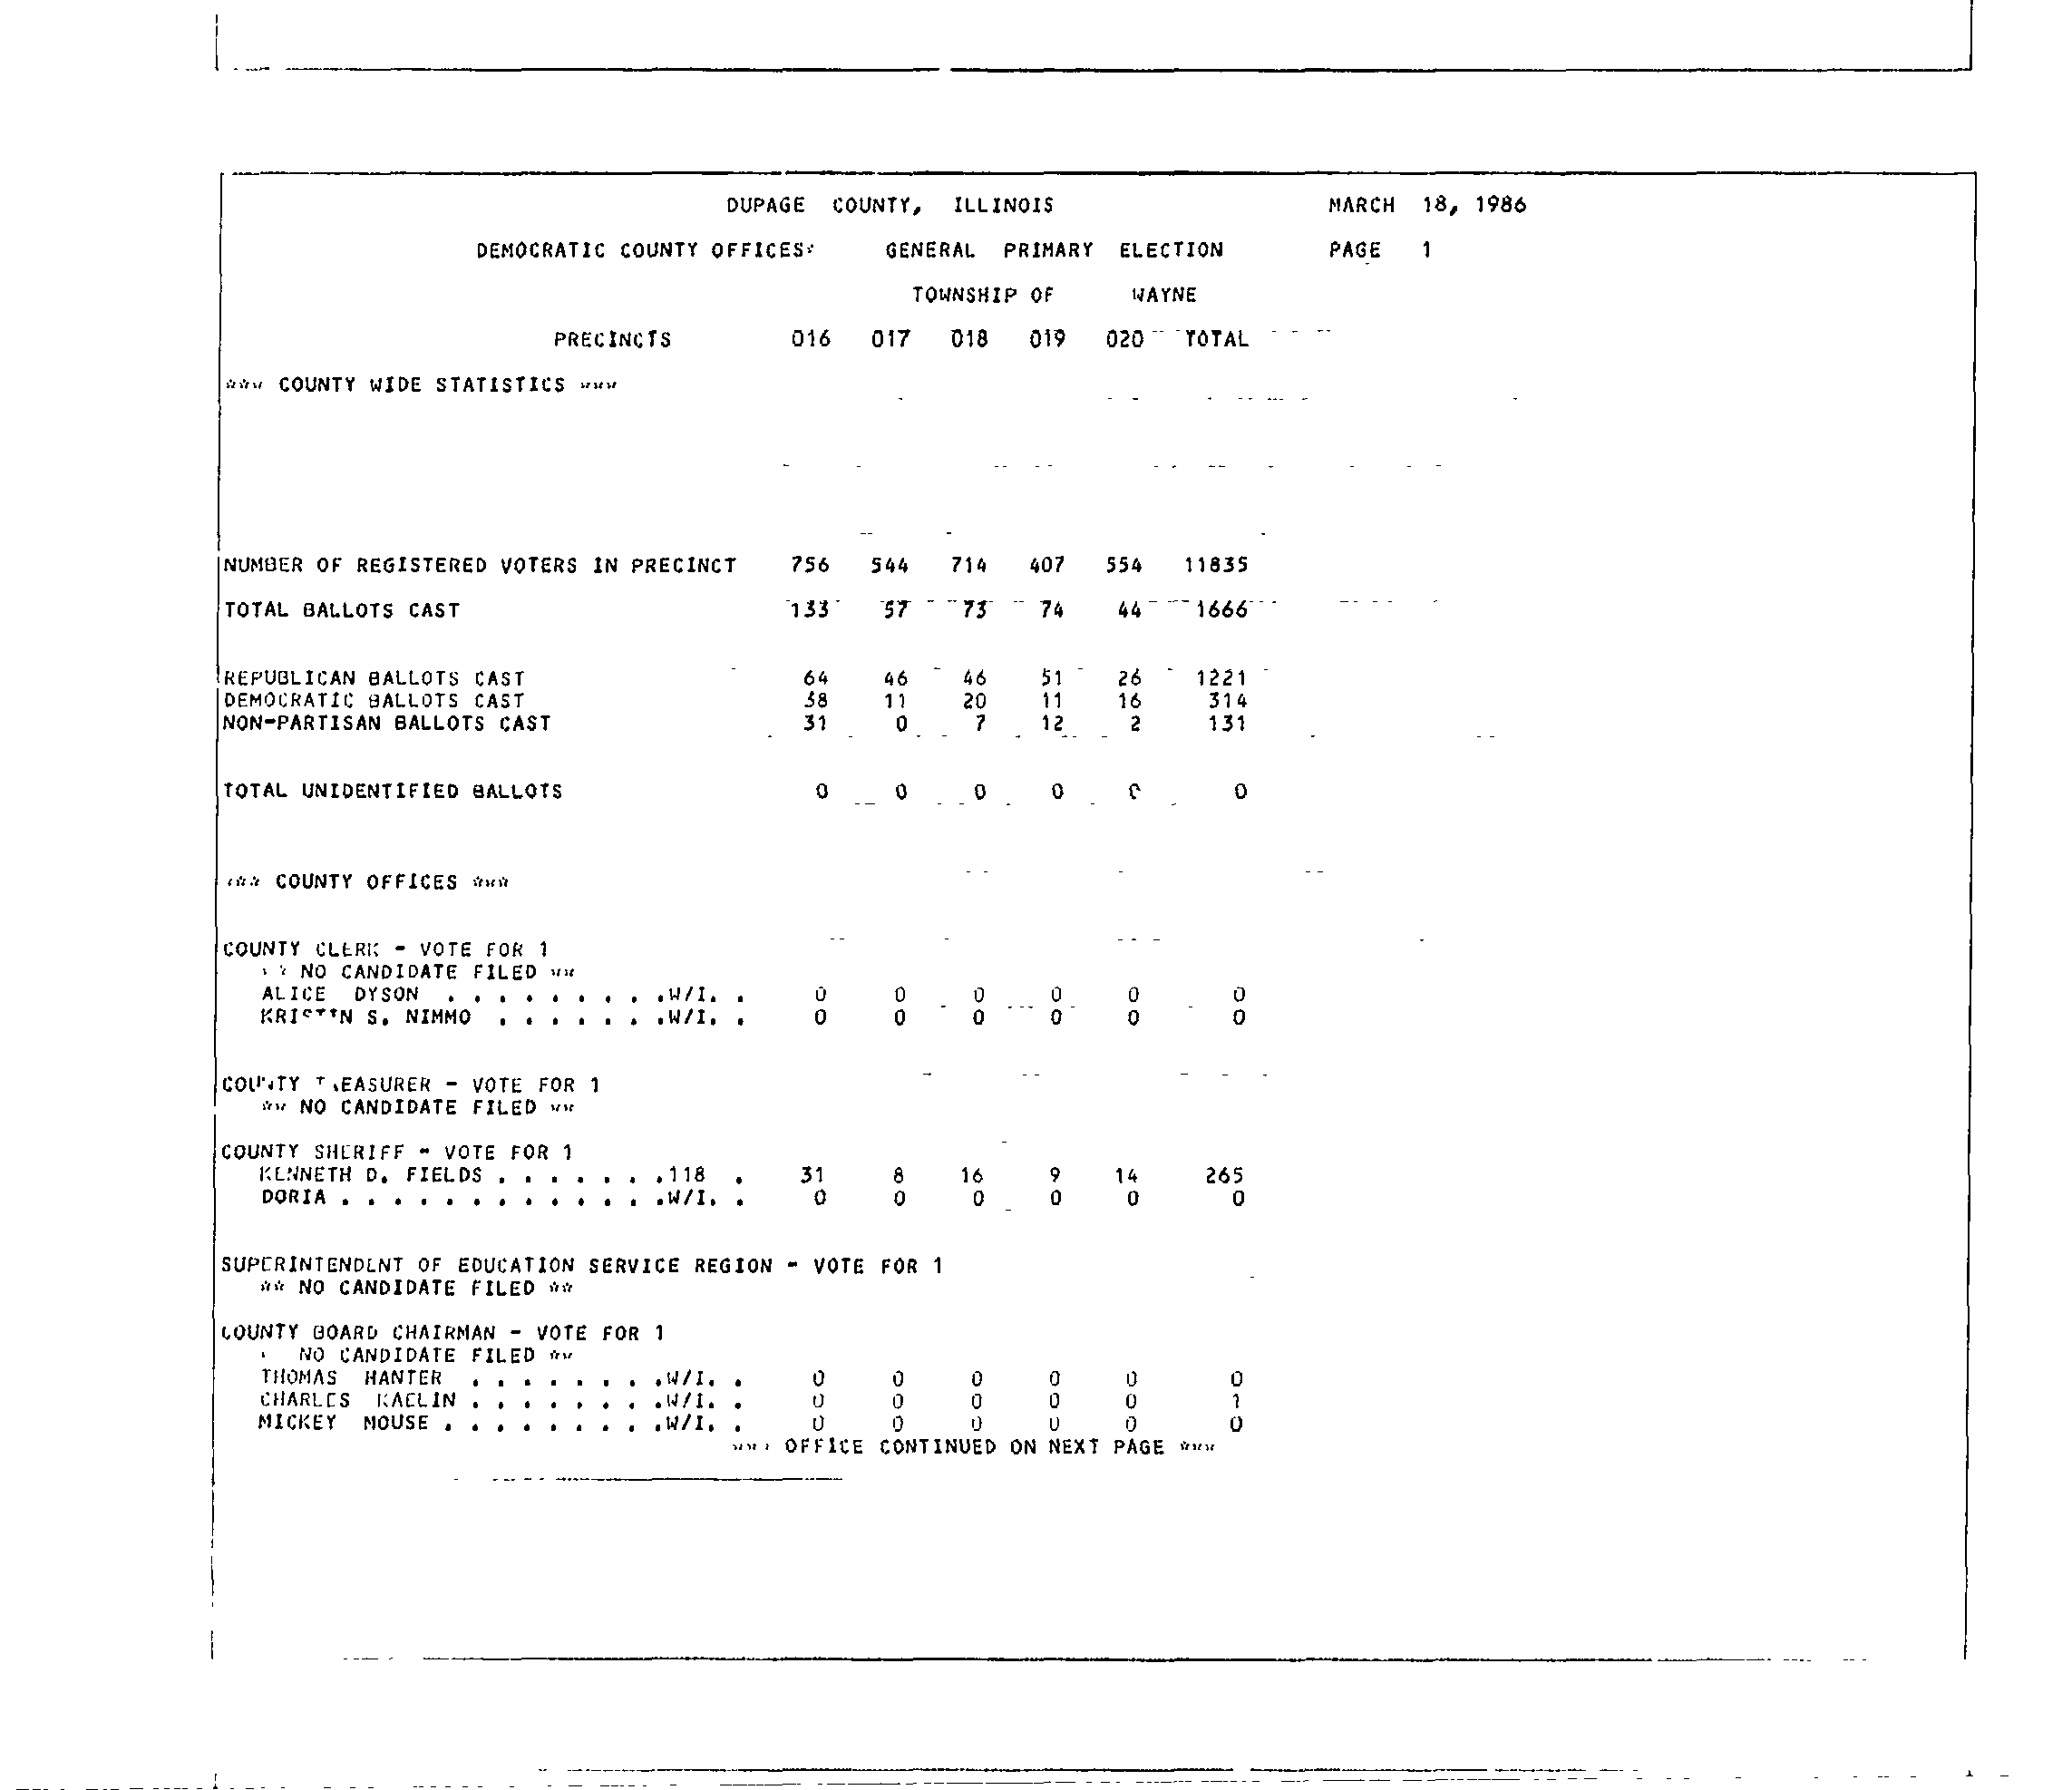 DUPAGE COUNTY, ILLINOIS MARCH 18, 1986
DEMOCRATIC COUNTY OFFICES* GENERAL PRIMARY ELECTION PAGE 1
TOWNSHIP OF WAYNE
PRECINCTS 016 017 018 019 020 TOTAL
*** COUNTY WIDE STATISTICS ***
NUMBER OF REGISTERED VOTERS IN PRECINCT 756 544 714 407 554 11835
TOTAL BALLOTS CAST 133 57 73 74 44 1666
REPUBLICAN BALLOTS CAST 64 46 46 51 26 1221
DEMOCRATIC BALLOTS CAST 38 11 20 11 16 314
NON-PARTISAN BALLOTS CAST 31 0 7 12 2 131
TOTAL UNIDENTIFIED BALLOTS 0 0 0 0 0 0
*** COUNTY OFFICES ***
COUNTY CLERK - VOTE FOR 1
** NO CANDIDATE FILED **
ALICE DYSON . . . . . . . . .W/I. . 0 0 0 0 0 0
S. NIMMO . . . . . . .W/I. . 0 0 0 0 0 0
COUNTY TREASURER - VOTE FOR 1
** NO CANDIDATE FILED **
COUNTY SHERIFF - VOTE FOR 1
KENNETH D. FIELDS . . . . . . .118 . 31 8 16 9 14 265
DORIA . . . . . . . . . . . . .W/I. . 0 0 0 0 0 0
SUPERINTENDENT OF EDUCATION SERVICE REGION - VOTE FOR 1
** NO CANDIDATE FILED **
COUNTY BOARD CHAIRMAN - VOTE FOR 1
NO CANDIDATE FILED **
THOMAS HANTER . . . . . . . .W/I. . 0 0 0 0 0 0
CHARLES KAELIN . . . . . . . .W/I. . 0 0 0 0 0 1
MICKEY MOUSE . . . . . . . . .W/I. . 0 0 0 0 0 0
*** OFFICE CONTINUED ON NEXT PAGE ***